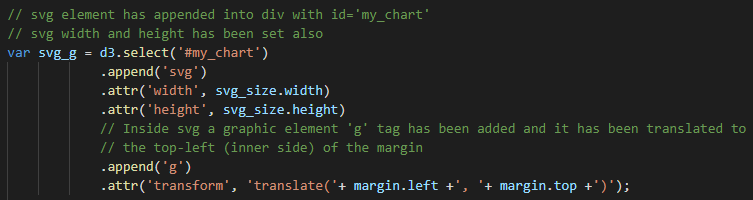 // svg element has appended into div with id='my_chart'
// svg width and height has been set also
var svg_g = d3.select('#my_chart')
.append('svg')
.attr('width', svg_size.width)
.attr('height', svg_size.height)
// Inside svg a graphic element 'g' tag has been added and it has been translated to
// the top-left (inner side) of the margin
.append('g')
.attr('transform', 'translate('+ margin.left +', '+ margin.top +')');